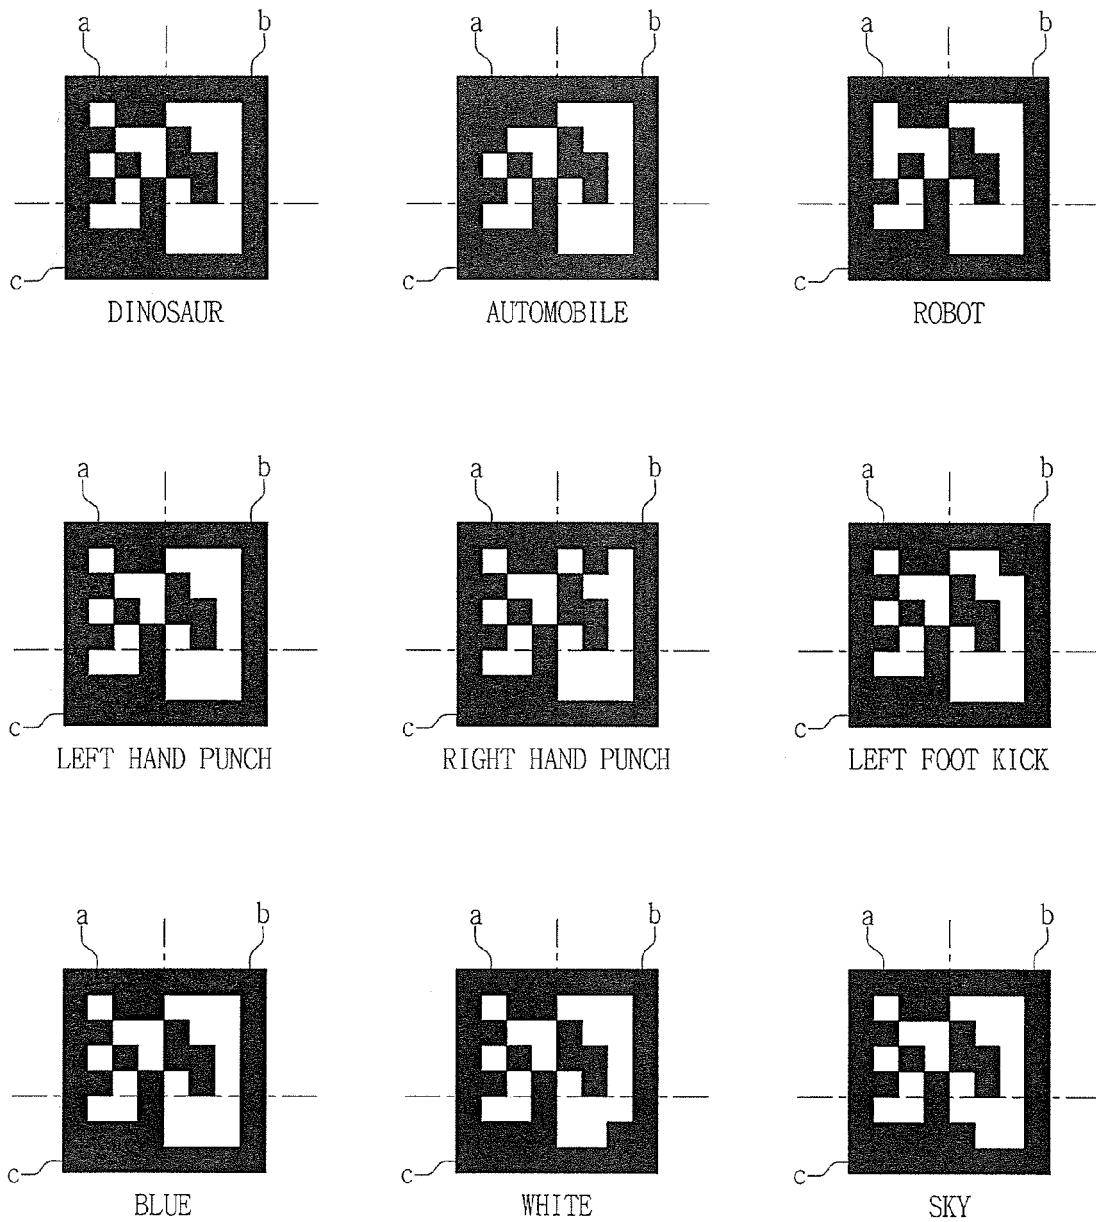 a b a b a b
c c c
DINOSAUR AUTOMOBILE ROBOT
a b a b a b
c c c
LEFT HAND PUNCH RIGHT HAND PUNCH LEFT FOOT KICK
a b a b a b
c c c
BLUE WHITE SKY